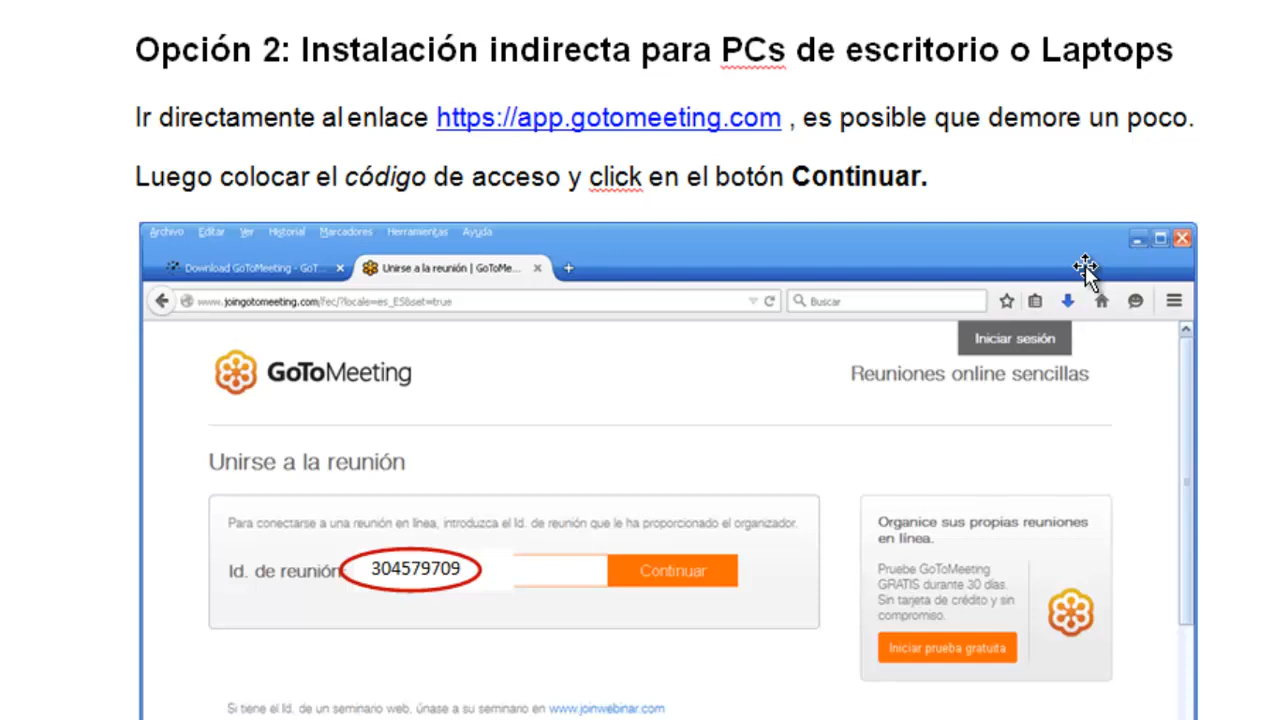 Opción 2: Instalación indirecta para PCs de escritorio o Laptops
Ir directamente al enlace https://app.gotomeeting.com , es posible que demore un poco.
Luego colocar el código de acceso y click en el botón Continuar.
Archivo Editar Ver Historial Marcadores Herramientas Ayuda
Download GoToMeeting - GoT... Unirse a la reunión | GoToMe...
www.joingotomeeting.com/fec/?locale=es_ES&set=true Buscar
Iniciar sesión
GoToMeeting Reuniones online sencillas
Unirse a la reunión
Para conectarse a una reunión en línea, introduzca el Id. de reunión que le ha proporcionado el organizador.
Id. de reunión: 304579709 Continuar
Organice sus propias reuniones
en línea.
Pruebe GoToMeeting
GRATIS durante 30 días.
Sin tarjeta de crédito y sin
compromiso.
Iniciar prueba gratuita
Si tiene el Id. de un seminario web, únase a su seminario en www.joinwebinar.com